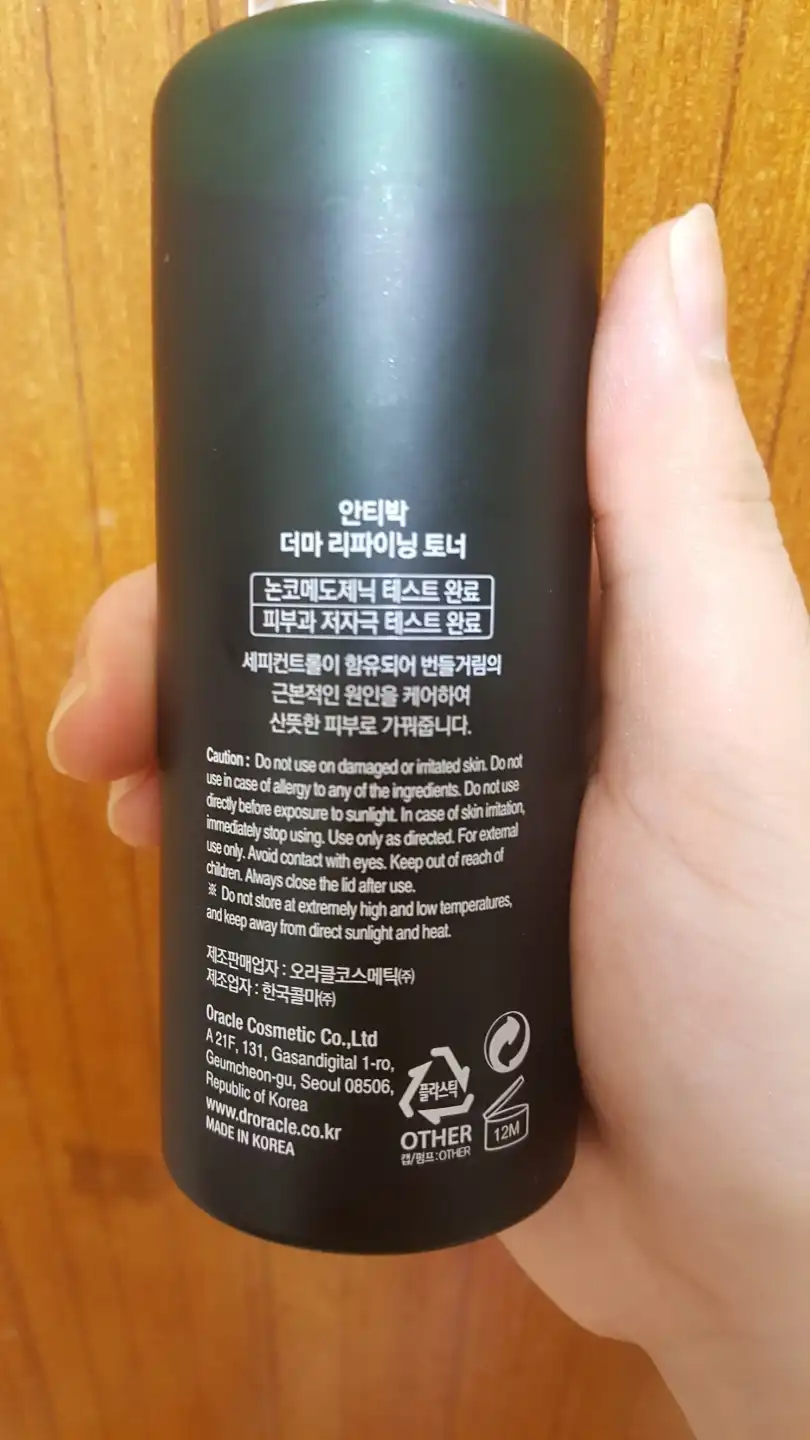 안티박
더마 리파이닝 토너
논코메도제닉 테스트 완료
피부과 저자극 테스트 완료
세피컨트롤이 함유되어 번들거림의
근본적인 원인을 케어하여
산뜻한 피부로 가꿔줍니다.
Caution : Do not use on damaged or irritated skin. Do not
use in case of allergy to any of the ingredients. Do not use
directly before exposure to sunlight. In case of skin irritation,
immediately stop using. Use only as directed. For external
use only. Avoid contact with eyes. Keep out of reach of
children. Always close the lid after use.
※ Do not store at extremely high and low temperatures,
and keep away from direct sunlight and heat.
제조판매업자 : 오라클코스메틱㈜
제조업자 : 한국콜마㈜
Oracle Cosmetic Co.,Ltd
A 21F, 131, Gasandigital 1-ro,
Geumcheon-gu, Seoul 08506,
Republic of Korea
www.droracle.co.kr
MADE IN KOREA
플라스틱
OTHER
캡/펌프:OTHER
12M